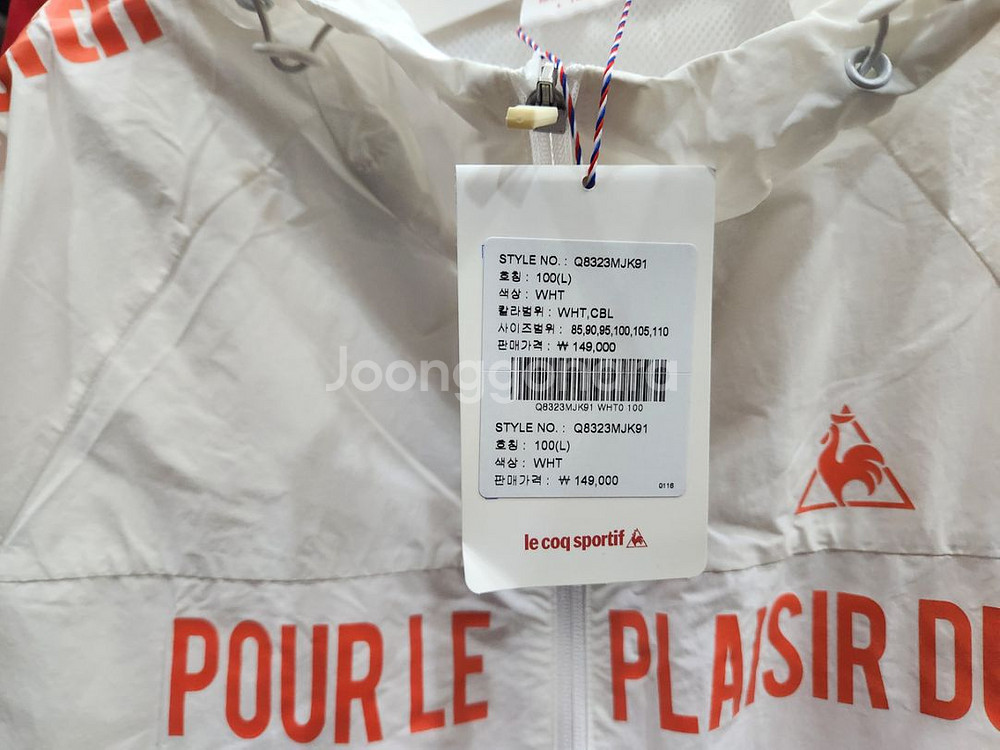 STYLE NO. : Q8323MJK91
호칭 : 100(L)
색상 : WHT
칼라범위 : WHT,CBL
사이즈범위 : 85,90,95,100,105,110
판매가격 : ₩ 149,000
Joonggonara
Q8323MJK91 WHT0 100
STYLE NO. : Q8323MJK91
호칭 : 100(L)
색상 : WHT
판매가격 : ₩ 149,000
0116
le coq sportif
POUR LE PLAISIR DU